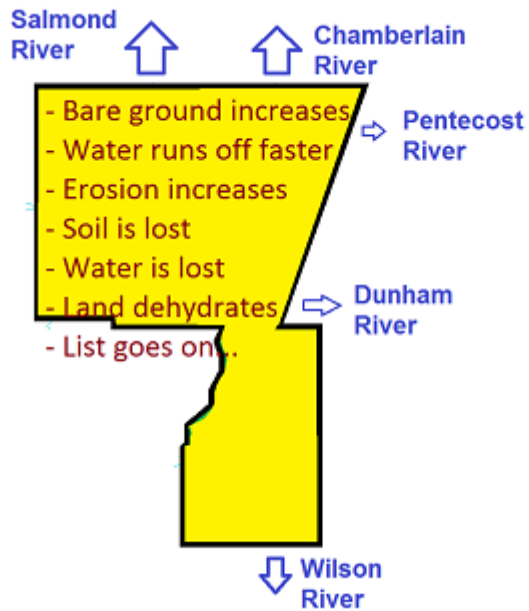 Salmond
River
Chamberlain
River
- Bare ground increases
- Water runs off faster
Pentecost
River
- Erosion increases
- Soil is lost
- Water is lost
- Land dehydrates
Dunham
River
- List goes on...
Wilson
River